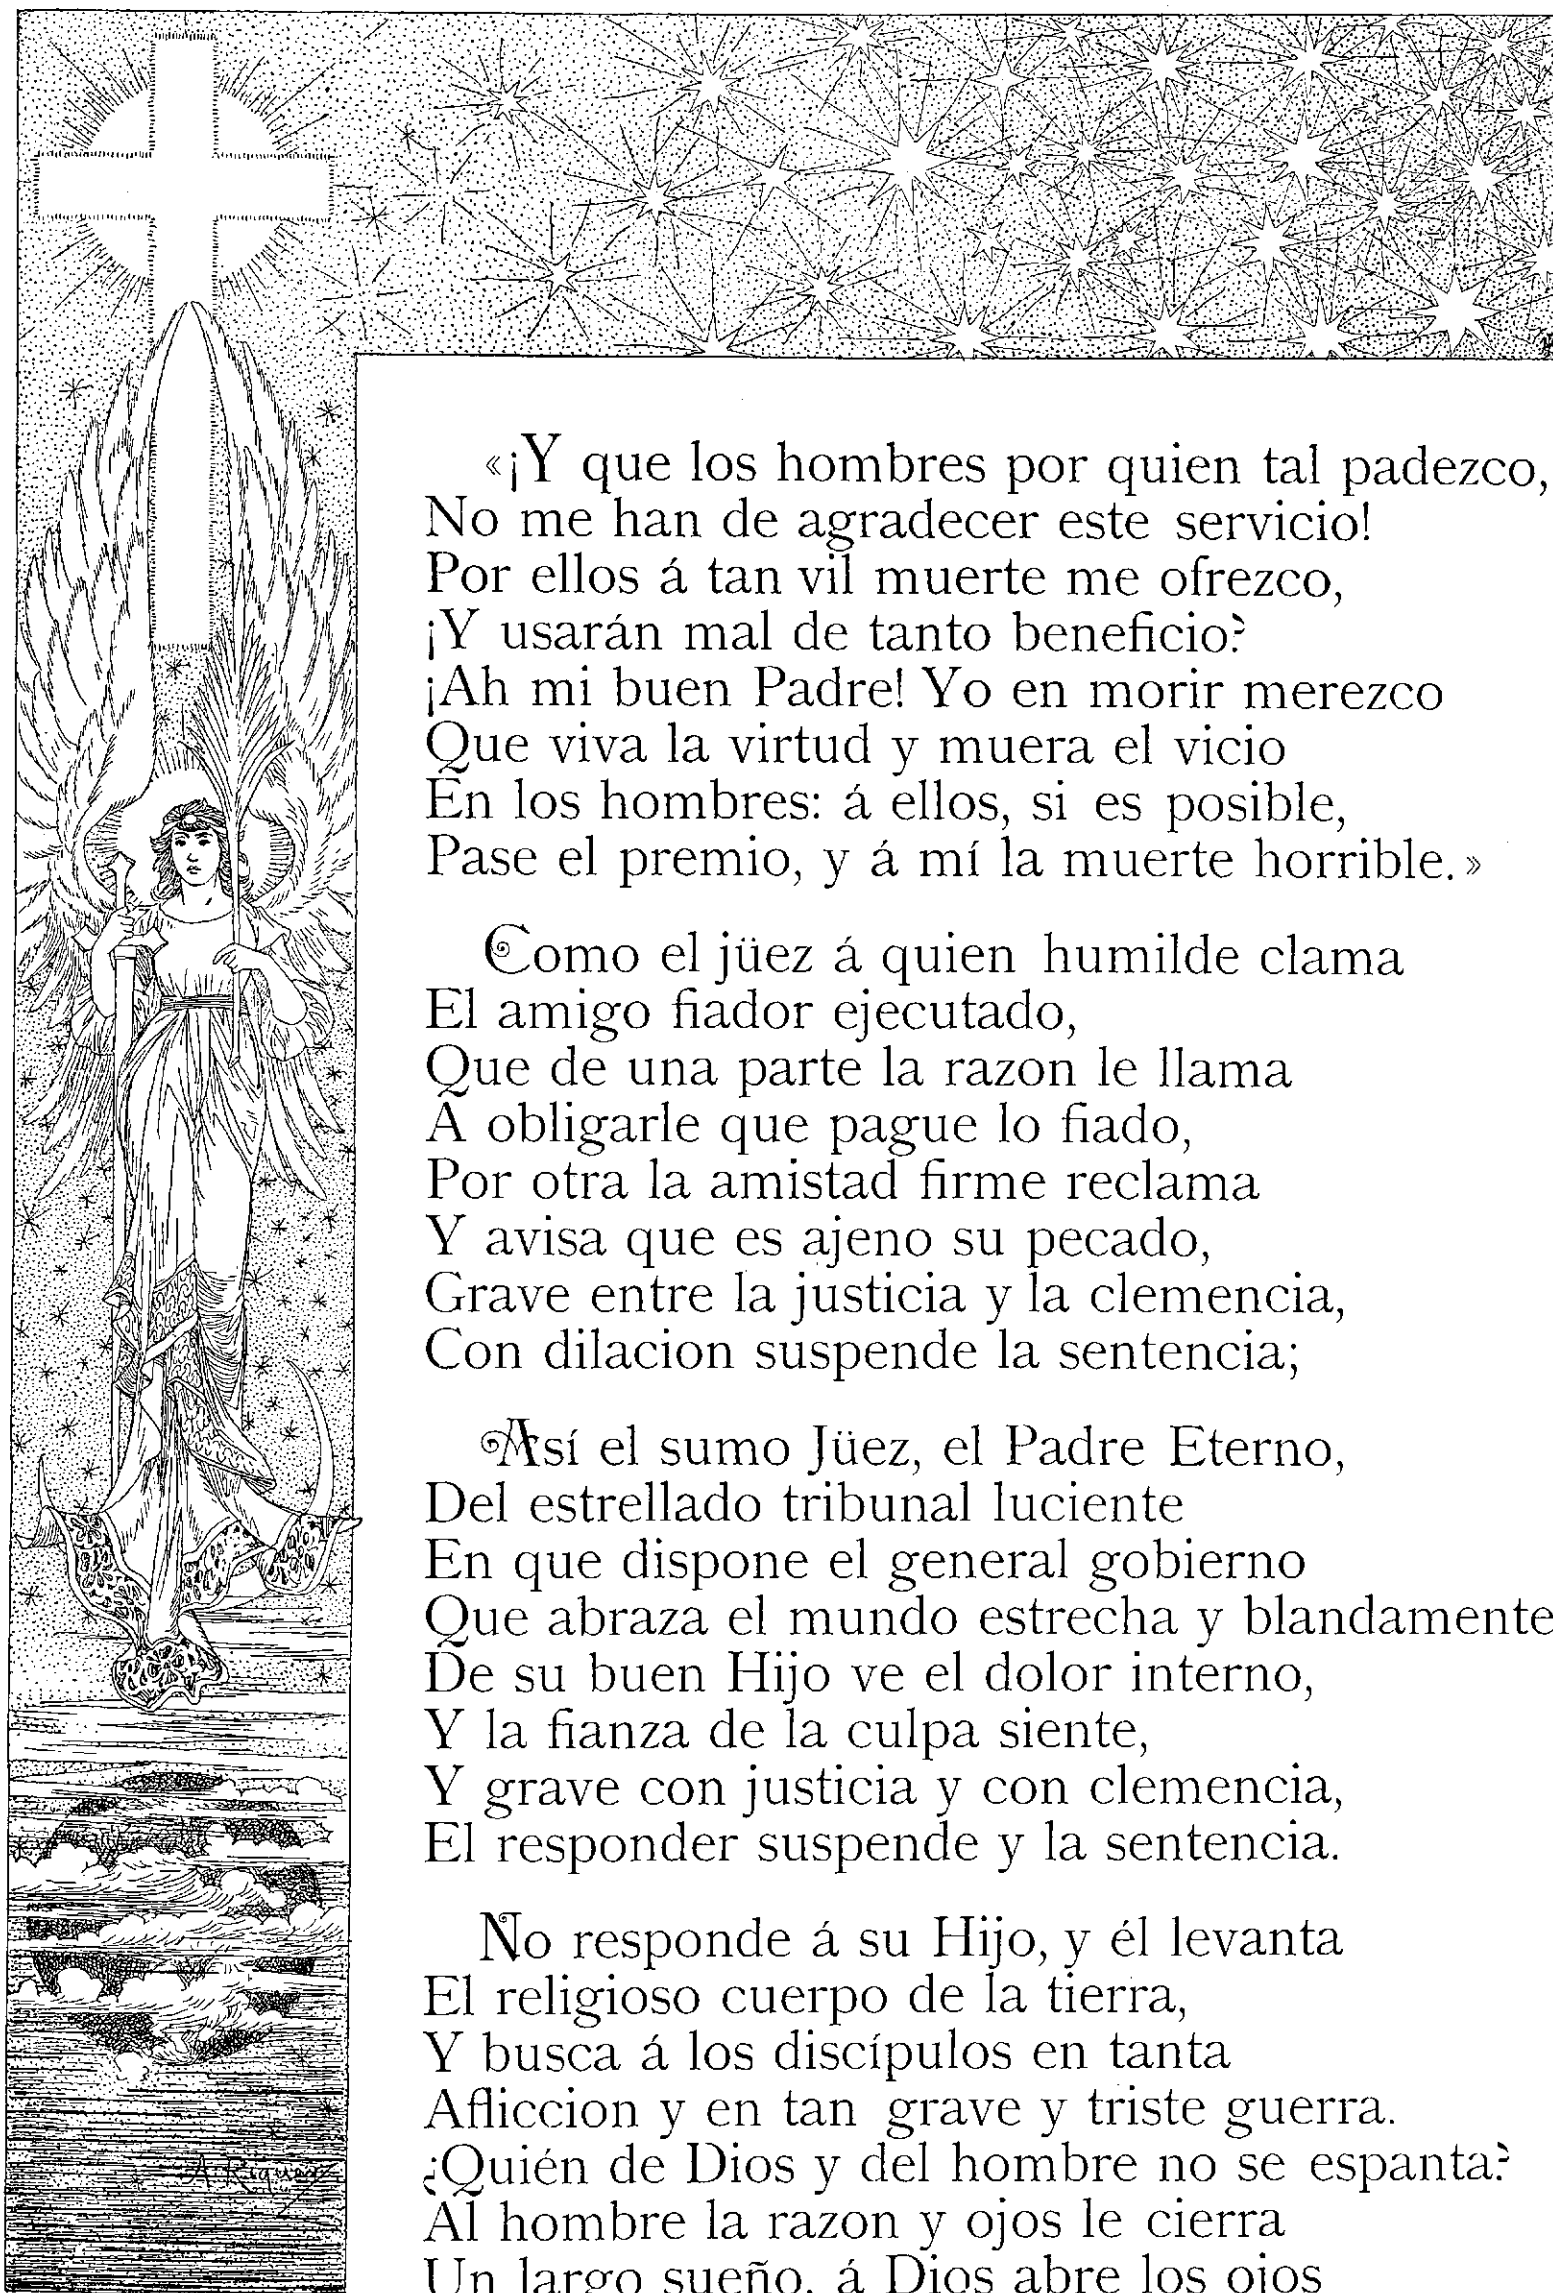 «¡Y que los hombres por quien tal padezco,
No me han de agradecer este servicio!
Por ellos á tan vil muerte me ofrezco,
¡Y usarán mal de tanto beneficio?
¡Ah mi buen Padre! Yo en morir merezco
Que viva la virtud y muera el vicio
En los hombres: á ellos, si es posible,
Pase el premio, y á mí la muerte horrible.»
Como el jüez á quien humilde clama
El amigo fiador ejecutado,
Que de una parte la razon le llama
A obligarle que pague lo fiado,
Por otra la amistad firme reclama
Y avisa que es ajeno su pecado,
Grave entre la justicia y la clemencia,
Con dilacion suspende la sentencia;
Así el sumo Jüez, el Padre Eterno,
Del estrellado tribunal luciente
En que dispone el general gobierno
Que abraza el mundo estrecha y blandamente
De su buen Hijo ve el dolor interno,
Y la fianza de la culpa siente,
Y grave con justicia y con clemencia,
El responder suspende y la sentencia.
No responde á su Hijo, y él levanta
El religioso cuerpo de la tierra,
Y busca á los discípulos en tanta
Afliccion y en tan grave y triste guerra.
¿Quién de Dios y del hombre no se espanta?
Al hombre la razon y ojos le cierra
Un largo sueño, á Dios abre los ojos
A. Riquer